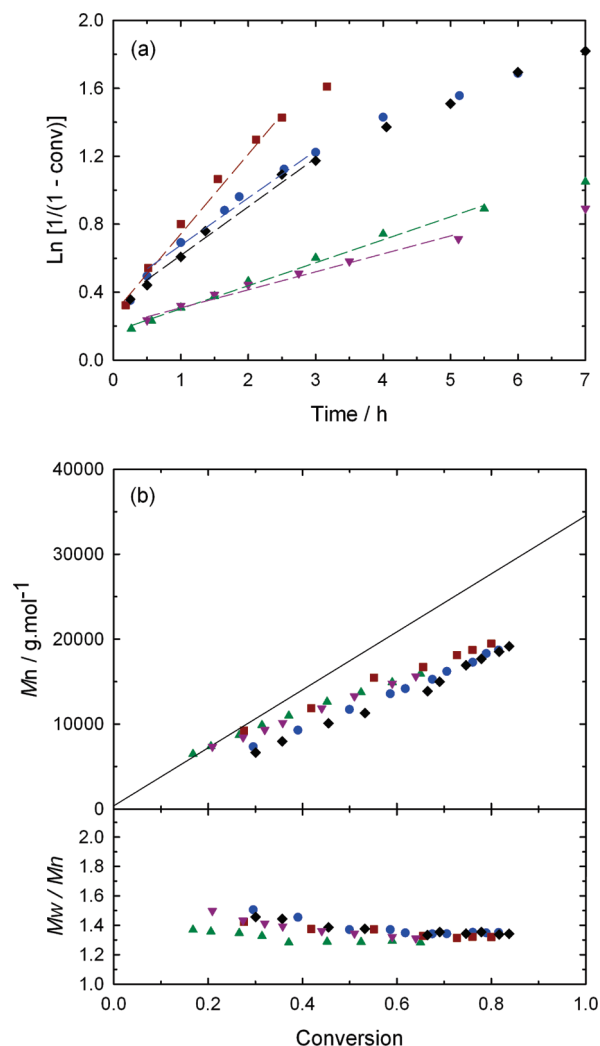 (a)
Ln [1/(1 - conv)]
2.0
1.6
1.2
0.8
0.4
0.0
0 1 2 3 4 5 6 7
Time / h
(b)
Mn / g.mol-1
40000
30000
20000
10000
0
Mw / Mn
2.0
1.8
1.6
1.4
1.2
1.0
0.0 0.2 0.4 0.6 0.8 1.0
Conversion